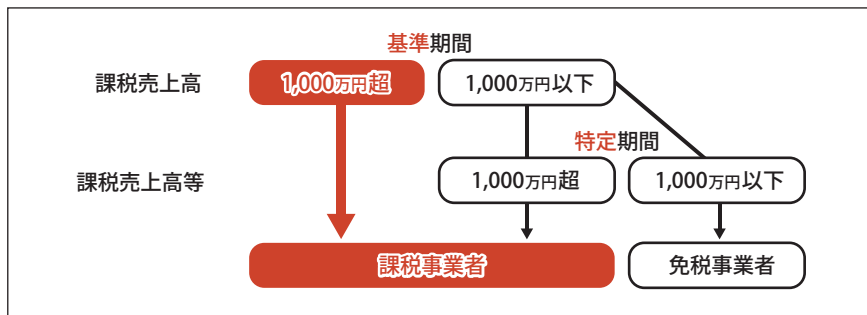 基準期間
課税売上高 1,000万円超 1,000万円以下
特定期間
課税売上高等 1,000万円超 1,000万円以下
課税事業者 免税事業者